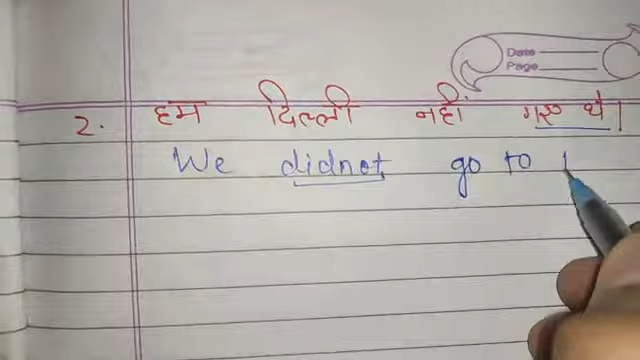 Date
Page
2. हम दिल्ली नहीं गए थे।
We didnot go to